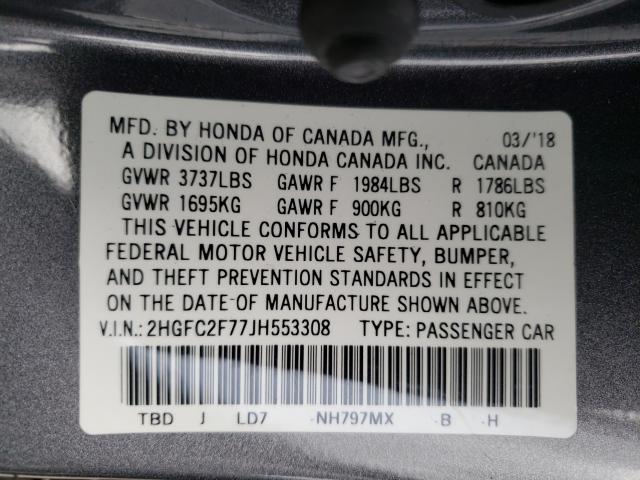 MFD. BY HONDA OF CANADA MFG., 03/'18
A DIVISION OF HONDA CANADA INC. CANADA
GVWR 3737LBS GAWR F 1984LBS R 1786LBS
GVWR 1695KG GAWR F 900KG R 810KG
THIS VEHICLE CONFORMS TO ALL APPLICABLE
FEDERAL MOTOR VEHICLE SAFETY, BUMPER,
AND THEFT PREVENTION STANDARDS IN EFFECT
ON THE DATE OF MANUFACTURE SHOWN ABOVE.
V.I.N.: 2HGFC2F77JH553308 TYPE: PASSENGER CAR
TBD J LD7 NH797MX B H